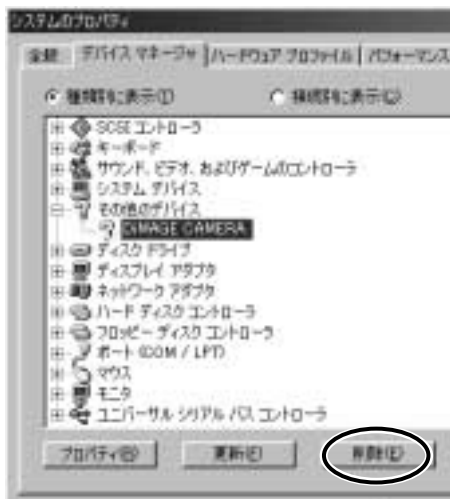 システムのプロパティ
全般 デバイス マネージャ ハードウェア プロファイル パフォーマンス
種類別に表示(T) 接続別に表示(C)
SCSI コントローラ
キーボード
サウンド、ビデオ、およびゲームのコントローラ
システム デバイス
その他のデバイス
DiMAGE CAMERA
ディスク ドライブ
ディスプレイ アダプタ
ネットワーク アダプタ
ハード ディスク コントローラ
フロッピー ディスク コントローラ
ポート (COM / LPT)
マウス
モニタ
ユニバーサル シリアル バス コントローラ
プロパティ(R) 更新(F) 削除(E)